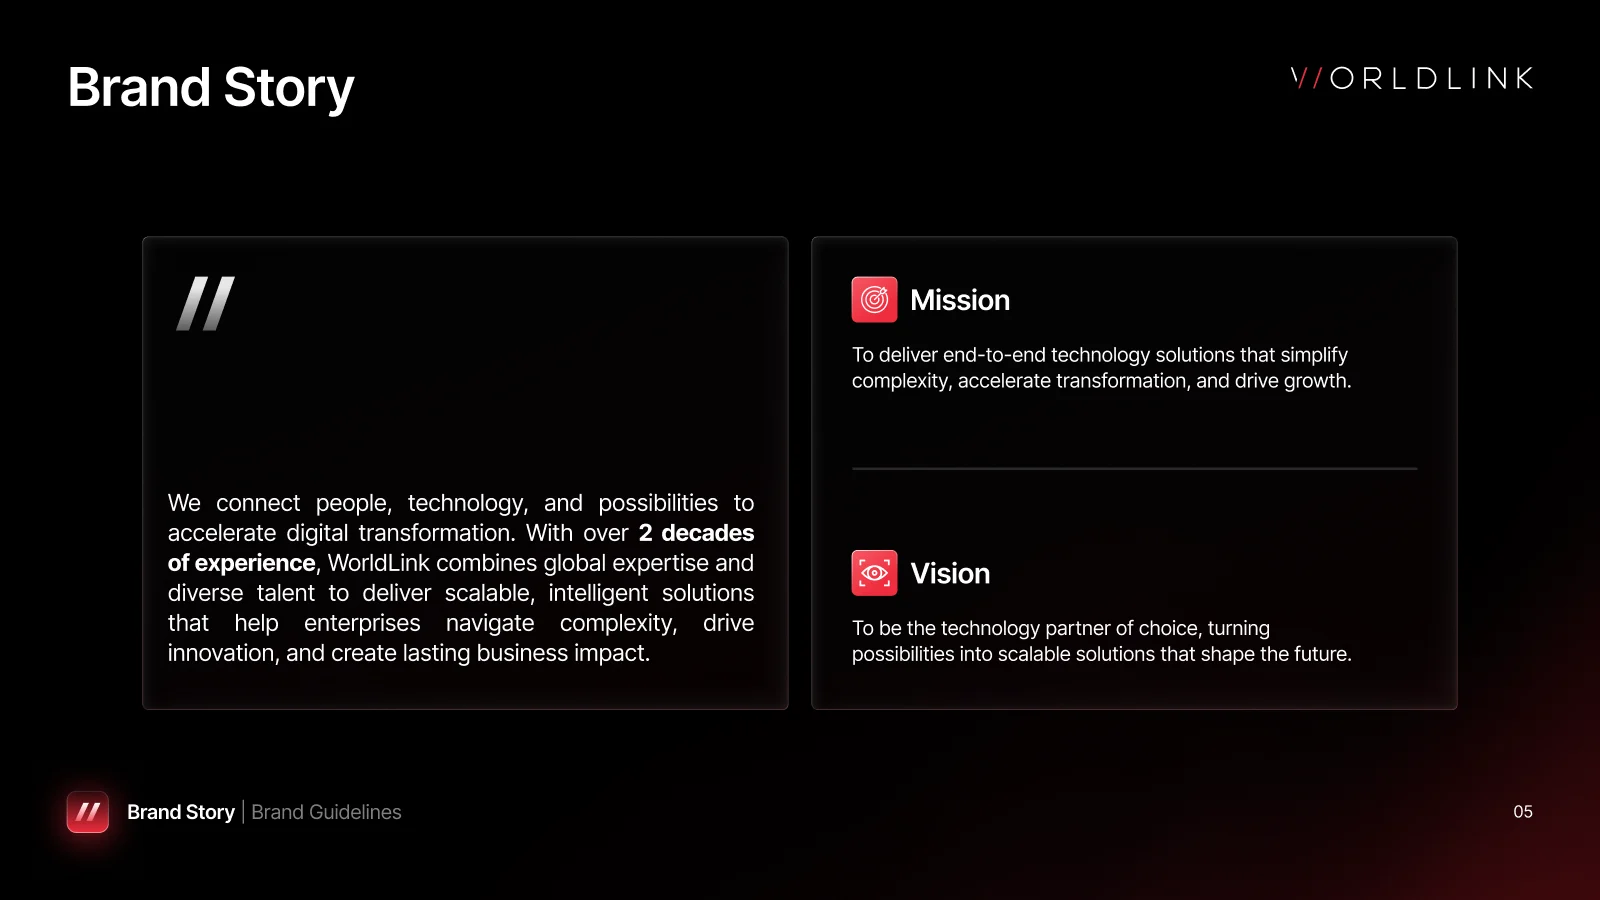 Brand Story
WORLDLINK
We connect people, technology, and possibilities to
accelerate digital transformation. With over 2 decades
of experience, WorldLink combines global expertise and
diverse talent to deliver scalable, intelligent solutions
that help enterprises navigate complexity, drive
innovation, and create lasting business impact.
Mission
To deliver end-to-end technology solutions that simplify
complexity, accelerate transformation, and drive growth.
Vision
To be the technology partner of choice, turning
possibilities into scalable solutions that shape the future.
Brand Story | Brand Guidelines
05